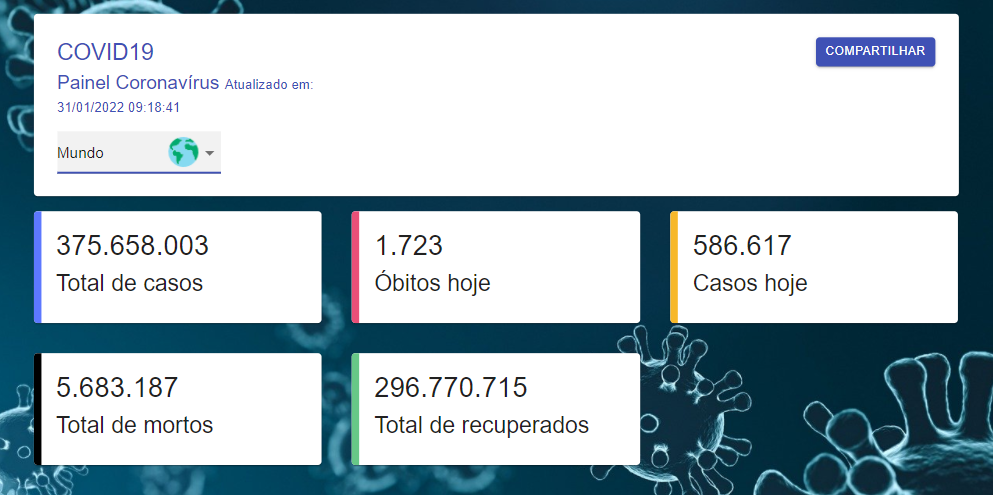 COVID19
COMPARTILHAR
Painel Coronavírus Atualizado em:
31/01/2022 09:18:41
Mundo
375.658.003
Total de casos
1.723
Óbitos hoje
586.617
Casos hoje
5.683.187
Total de mortos
296.770.715
Total de recuperados